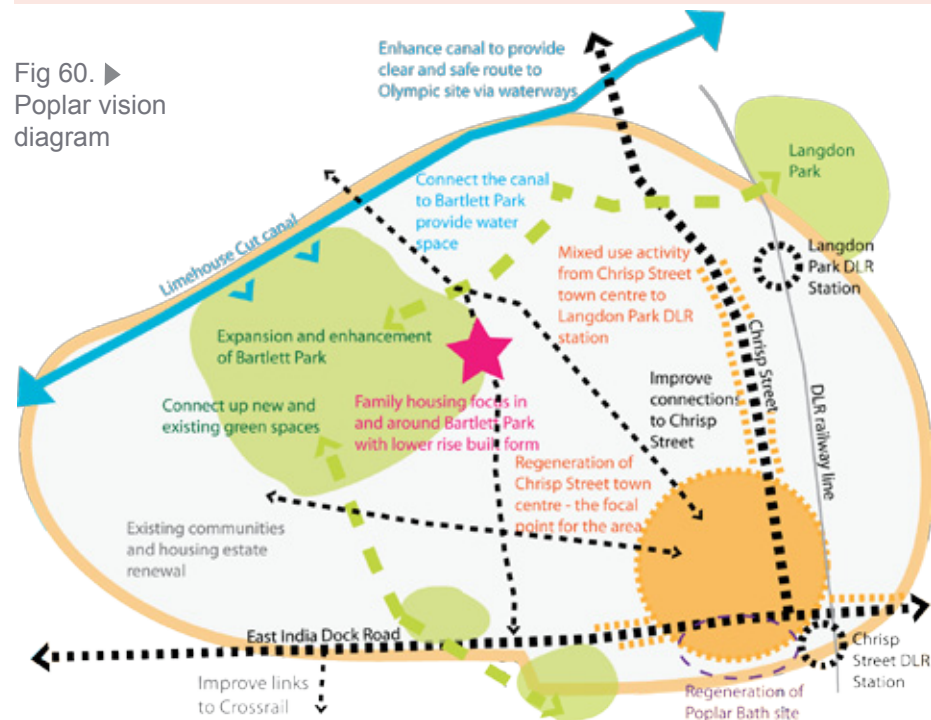 Fig 60. ▶
Poplar vision
diagram
Enhance canal to provide
clear and safe route to
Olympic site via waterways
Langdon
Park
Connect the canal
to Bartlett Park
provide water
space
Limehouse Cut canal
Mixed use activity
from Chrisp Street
town centre to
Langdon Park DLR
station
Langdon
Park DLR
Station
Expansion and enhancement
of Bartlett Park
Chrisp Street
DLR railway line
Improve
connections
to Chrisp
Street
Connect up new and
existing green spaces
Family housing focus in
and around Bartlett Park
with lower rise built form
Regeneration of
Chrisp Street town
centre - the focal
point for the area
Existing communities
and housing estate
renewal
East India Dock Road
Chrisp
Street DLR
Station
Improve links
to Crossrail
Regeneration of
Poplar Bath site